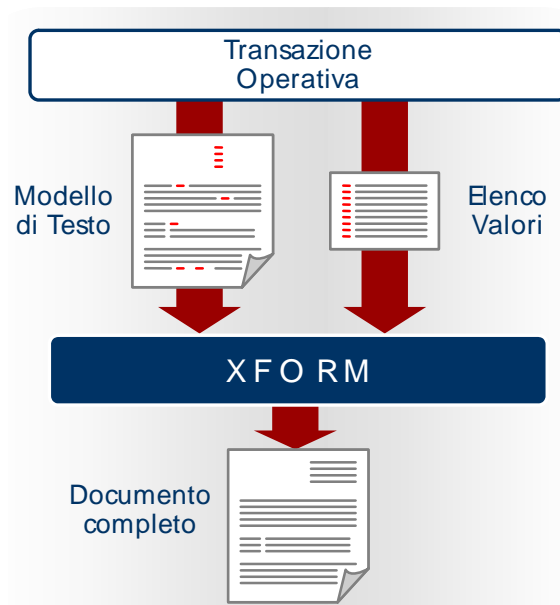 Transazione
Operativa
Modello
di Testo
Elenco
Valori
XFORM
Documento
completo